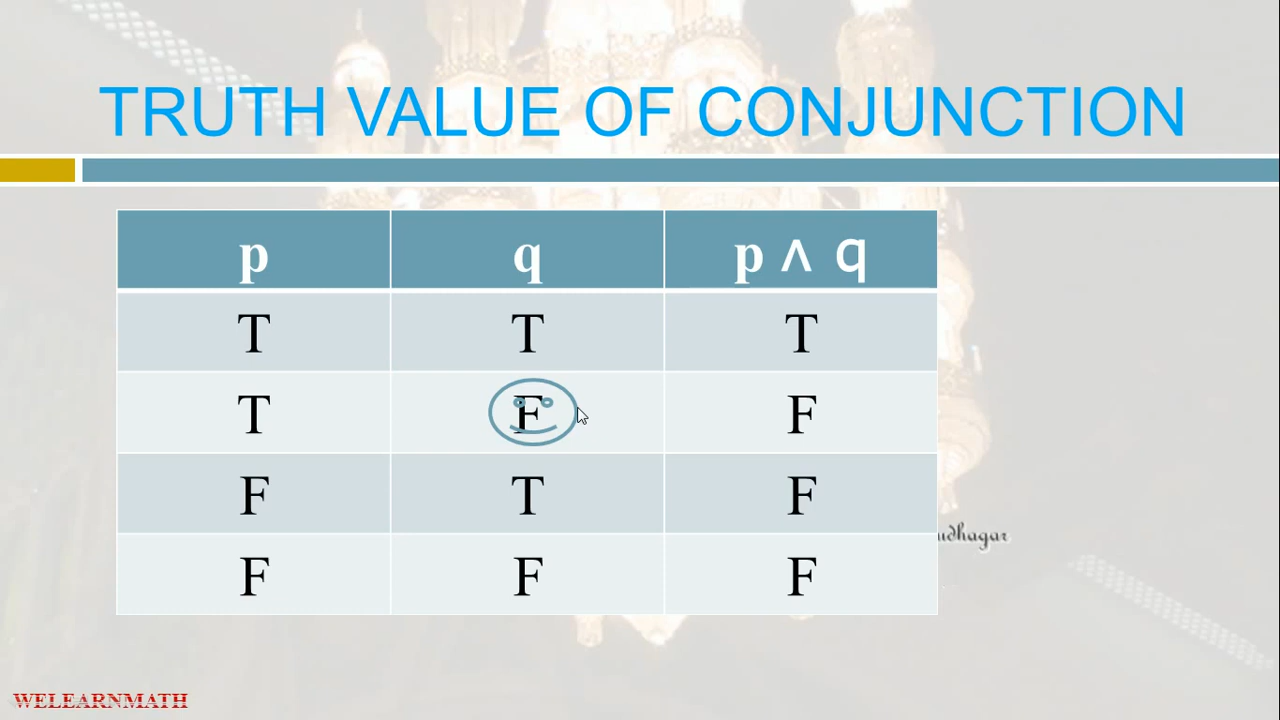 TRUTH VALUE OF CONJUNCTION
p q p ∧ q
T T T
T F F
F T F
F F F
WELEARNMATH